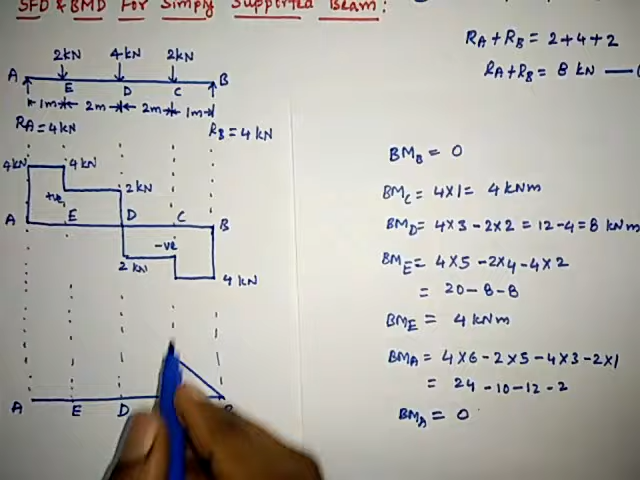 SFD & BMD For Simply Supported Beam:
RA + RB = 2+4+2
RA + RB = 8 kN
2kN 4kN 2kN
A E D C B
1m 2m 2m 1m
RA = 4kN RB = 4 kN
4kN 4 kN
2kN
+ve
A E D C B
-ve
2 kN
4 kN
A E D
BMB = 0
BMC = 4×1 = 4 kNm
BMD = 4×3 - 2×2 = 12-4 = 8 kNm
BME = 4×5 - 2×4 - 4×2
= 20-8-8
BME = 4 kNm
BMA = 4×6 - 2×5 - 4×3 - 2×1
= 24 - 10 - 12 - 2
BMA = 0